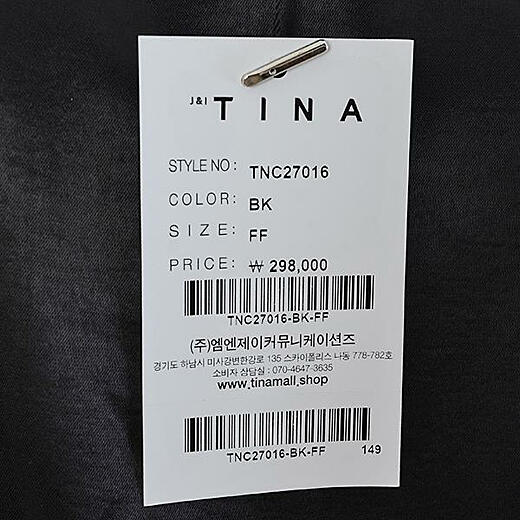 J&I TINA
STYLE NO: TNC27016
COLOR: BK
SIZE: FF
PRICE: ₩ 298,000
TNC27016-BK-FF
(주)엠엔제이커뮤니케이션즈
경기도 하남시 미사강변한강로 135 스카이폴리스 나동 778-782호
소비자 상담실 : 070-4647-3635
www.tinamall.shop
TNC27016-BK-FF 149